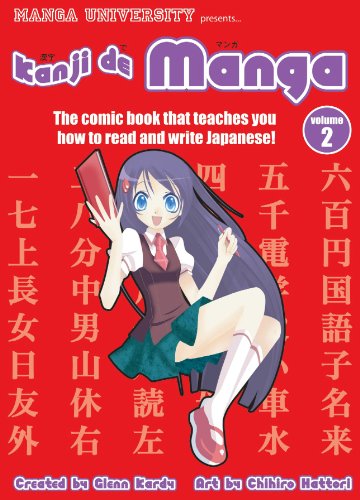 MANGA UNIVERSITY presents...
漢字 で マンガ
Kanji de Manga
The comic book that teaches you
how to read and write Japanese!
volume
2
一 四 五 六
七 八 千 百
上 分 電 円
長 中 国
女 男 語
日 山 子
友 休 読 車 名
外 右 左 水 来
Created by Glenn Kardy Art by Chihiro Hattori